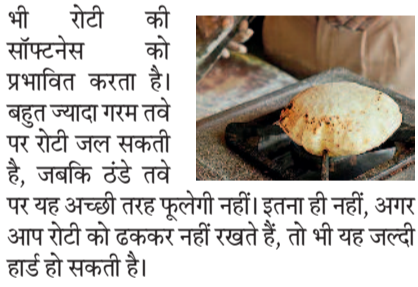 भी रोटी की
सॉफ्टनेस को
प्रभावित करता है।
बहुत ज्यादा गरम तवे
पर रोटी जल सकती
है, जबकि ठंडे तवे
पर यह अच्छी तरह फूलेगी नहीं। इतना ही नहीं, अगर
आप रोटी को ढककर नहीं रखते हैं, तो भी यह जल्दी
हार्ड हो सकती है।